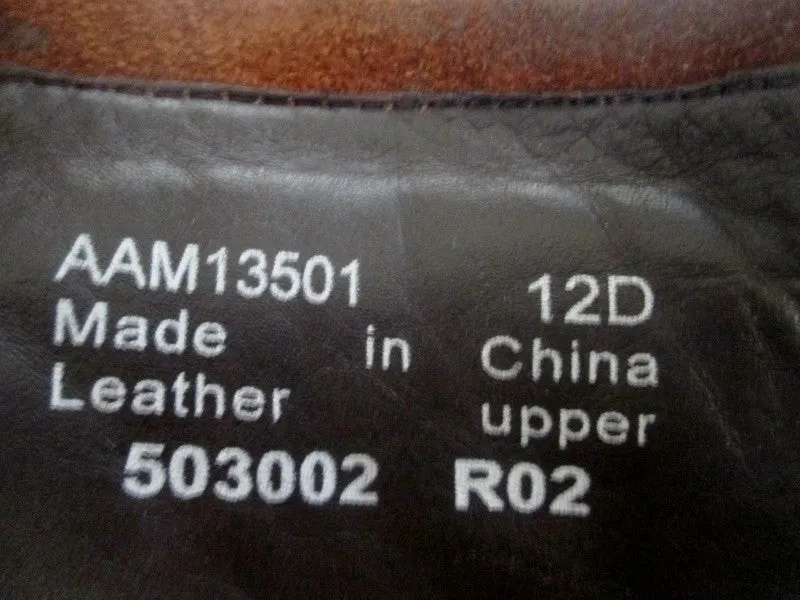 AAM13501 12D
Made in China
Leather upper
503002 R02